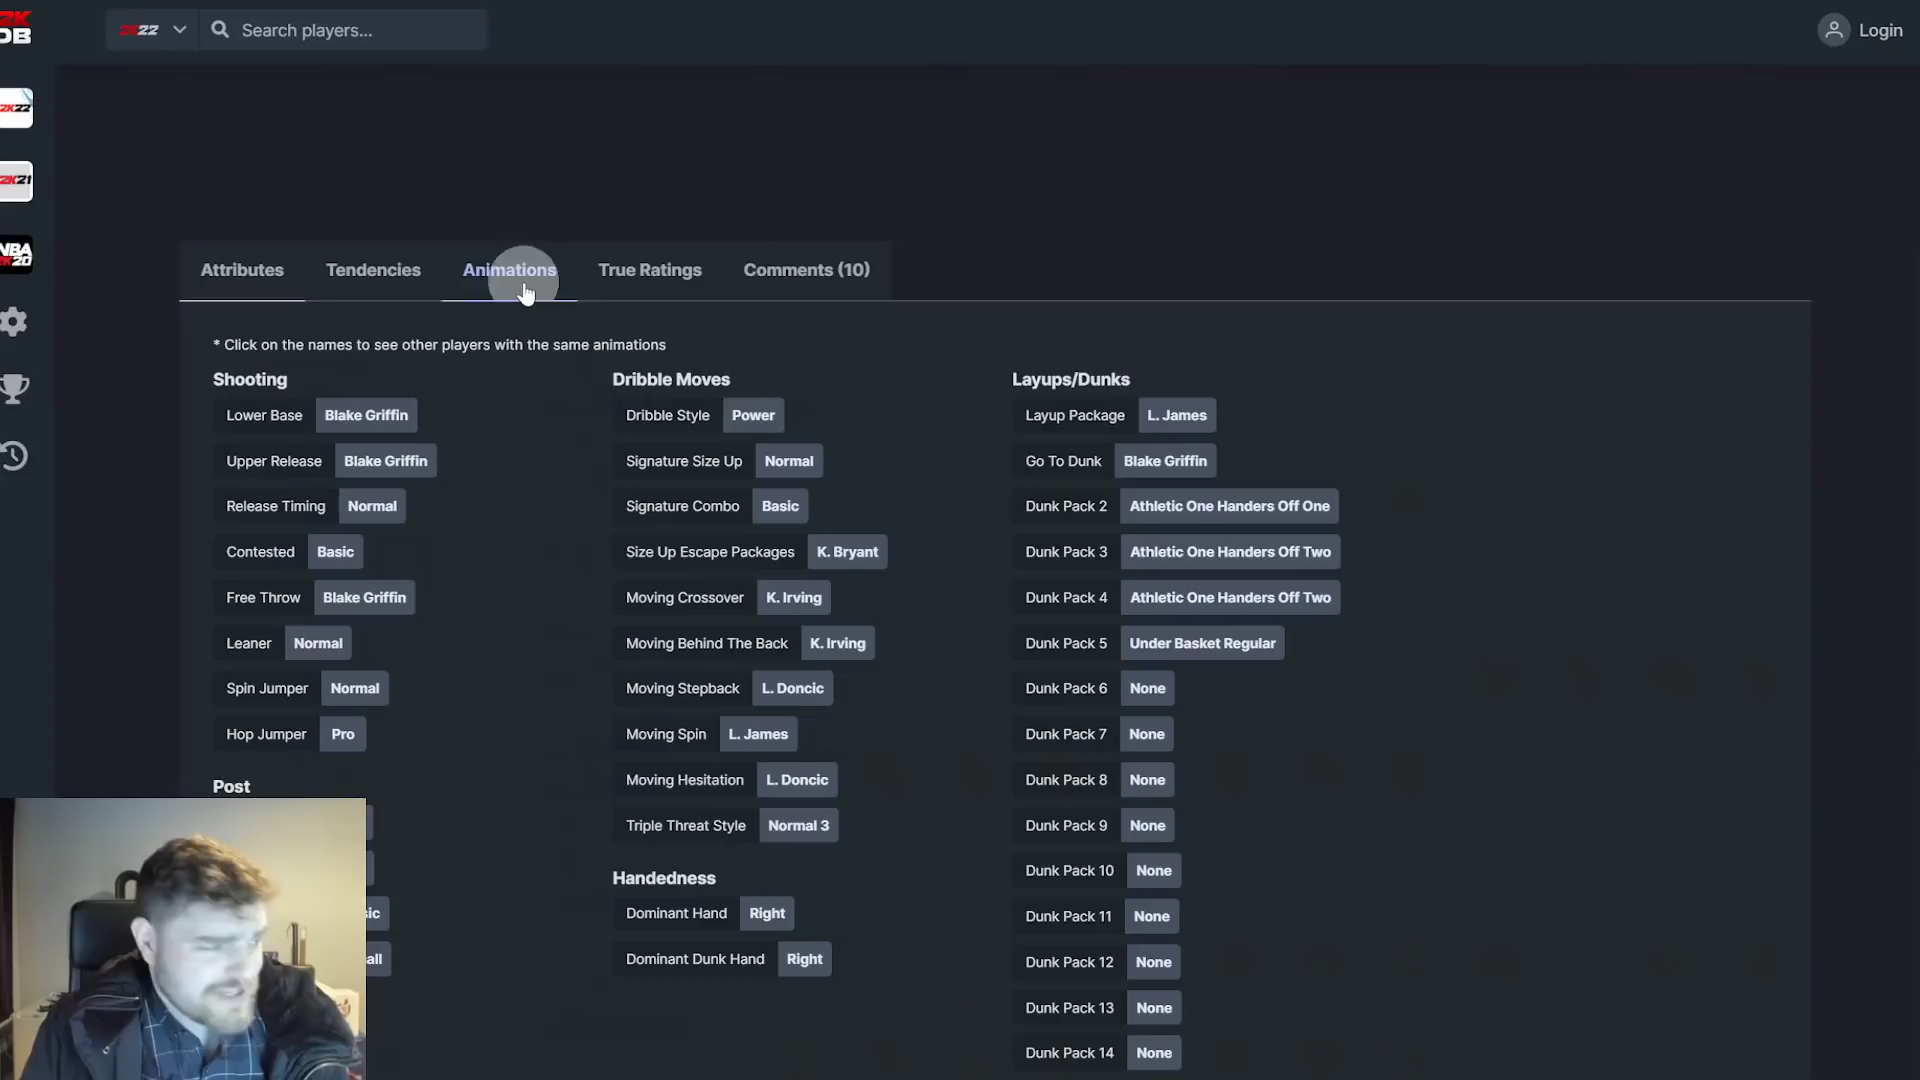 2K
DB
2K22
Search players...
Login
2K22
2K21
NBA
2K20
Attributes
Tendencies
Animations
True Ratings
Comments (10)
* Click on the names to see other players with the same animations
Shooting
Lower Base Blake Griffin
Upper Release Blake Griffin
Release Timing Normal
Contested Basic
Free Throw Blake Griffin
Leaner Normal
Spin Jumper Normal
Hop Jumper Pro
Post
Dribble Moves
Dribble Style Power
Signature Size Up Normal
Signature Combo Basic
Size Up Escape Packages K. Bryant
Moving Crossover K. Irving
Moving Behind The Back K. Irving
Moving Stepback L. Doncic
Moving Spin L. James
Moving Hesitation L. Doncic
Triple Threat Style Normal 3
Handedness
Dominant Hand Right
Dominant Dunk Hand Right
Layups/Dunks
Layup Package L. James
Go To Dunk Blake Griffin
Dunk Pack 2 Athletic One Handers Off One
Dunk Pack 3 Athletic One Handers Off Two
Dunk Pack 4 Athletic One Handers Off Two
Dunk Pack 5 Under Basket Regular
Dunk Pack 6 None
Dunk Pack 7 None
Dunk Pack 8 None
Dunk Pack 9 None
Dunk Pack 10 None
Dunk Pack 11 None
Dunk Pack 12 None
Dunk Pack 13 None
Dunk Pack 14 None